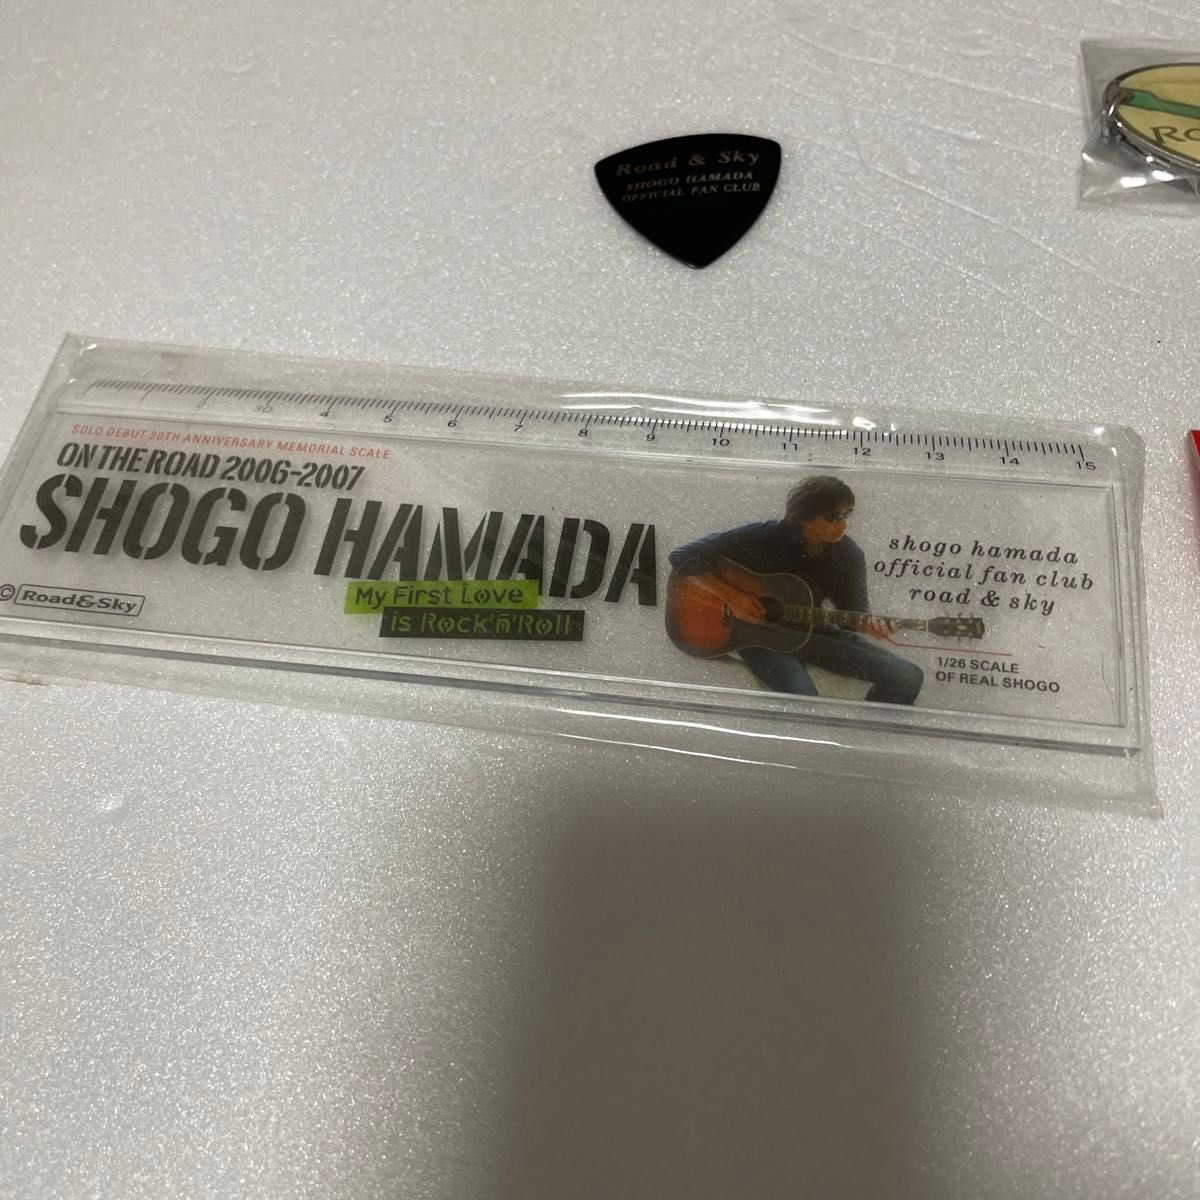 Road & Sky
SHOGO HAMADA
OFFICIAL FAN CLUB
0 1 2 30 4 5 6 7 8 9 10 11 12 13 14 15
SOLO DEBUT 30TH ANNIVERSARY MEMORIAL SCALE
ON THE ROAD 2006-2007
SHOGO HAMADA
My First Love
is Rock'n'Roll
© Road&Sky
shogo hamada
official fan club
road & sky
1/26 SCALE
OF REAL SHOGO